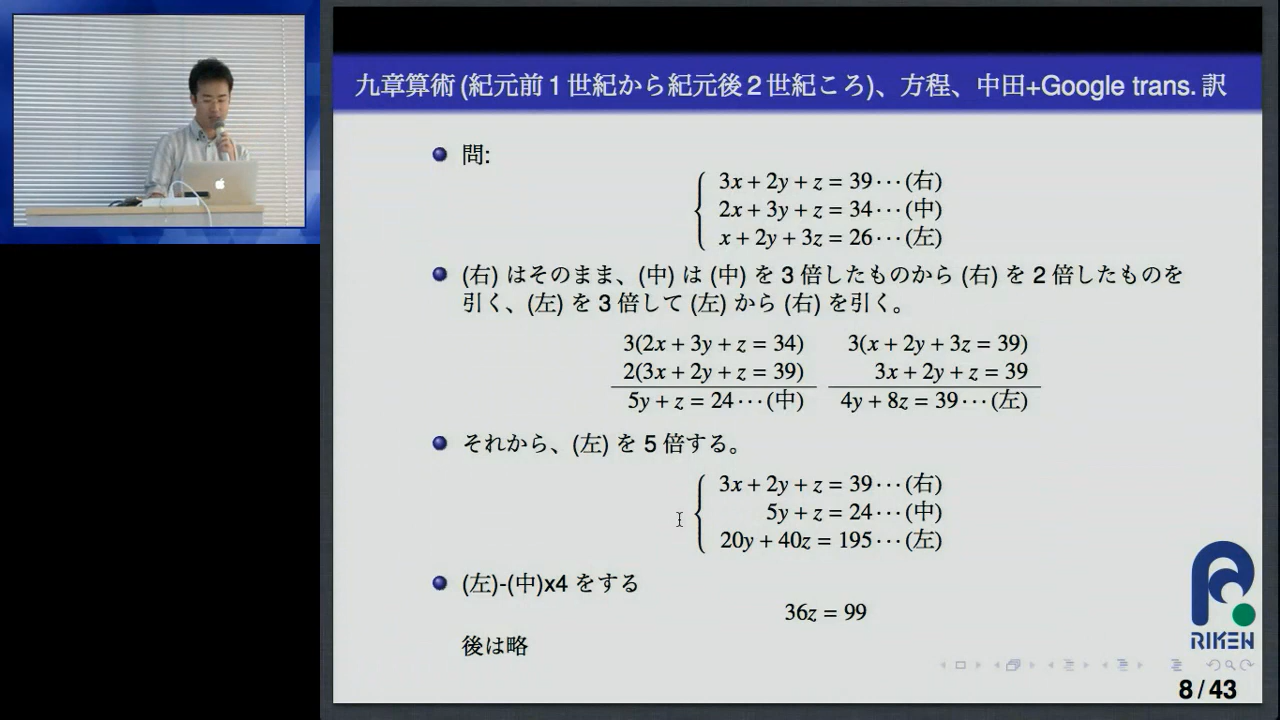 九章算術 (紀元前 1 世紀から紀元後 2 世紀ころ)、方程、中田+Google trans. 訳
問:
3x + 2y + z = 39 ⋯ (右)
2x + 3y + z = 34 ⋯ (中)
x + 2y + 3z = 26 ⋯ (左)
(右) はそのまま、(中) は (中) を 3 倍したものから (右) を 2 倍したものを
引く、(左) を 3 倍して (左) から (右) を引く。
3(2x + 3y + z = 34) 3(x + 2y + 3z = 39)
2(3x + 2y + z = 39) 3x + 2y + z = 39
5y + z = 24 ⋯ (中) 4y + 8z = 39 ⋯ (左)
それから、(左) を 5 倍する。
3x + 2y + z = 39 ⋯ (右)
5y + z = 24 ⋯ (中)
20y + 40z = 195 ⋯ (左)
(左)-(中)x4 をする
36z = 99
後は略
RIKEN
8 / 43